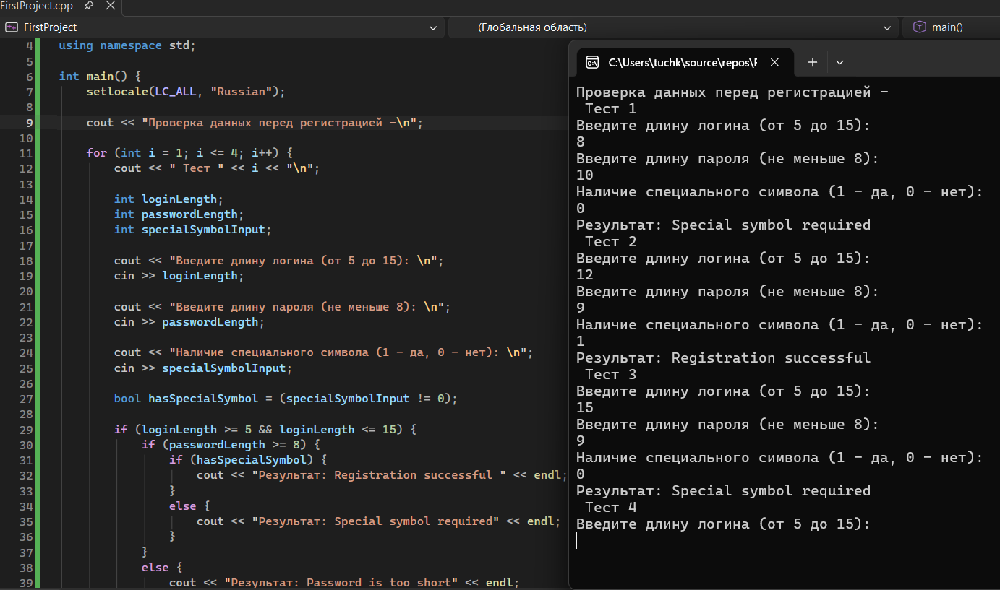 FirstProject.cpp
FirstProject
(Глобальная область)
main()
4 using namespace std;
5
6 int main() {
7 setlocale(LC_ALL, "Russian");
8
9 cout << "Проверка данных перед регистрацией -\n";
10
11 for (int i = 1; i <= 4; i++) {
12 cout << " Тест " << i << "\n";
13
14 int loginLength;
15 int passwordLength;
16 int specialSymbolInput;
17
18 cout << "Введите длину логина (от 5 до 15): \n";
19 cin >> loginLength;
20
21 cout << "Введите длину пароля (не меньше 8): \n";
22 cin >> passwordLength;
23
24 cout << "Наличие специального символа (1 - да, 0 - нет): \n";
25 cin >> specialSymbolInput;
26
27 bool hasSpecialSymbol = (specialSymbolInput != 0);
28
29 if (loginLength >= 5 && loginLength <= 15) {
30 if (passwordLength >= 8) {
31 if (hasSpecialSymbol) {
32 cout << "Результат: Registration successful " << endl;
33 }
34 else {
35 cout << "Результат: Special symbol required" << endl;
36 }
37 }
38 else {
39 cout << "Результат: Password is too short" << endl;
C:\Users\tuchk\source\repos\F
Проверка данных перед регистрацией -
Тест 1
Введите длину логина (от 5 до 15):
8
Введите длину пароля (не меньше 8):
10
Наличие специального символа (1 - да, 0 - нет):
0
Результат: Special symbol required
Тест 2
Введите длину логина (от 5 до 15):
12
Введите длину пароля (не меньше 8):
9
Наличие специального символа (1 - да, 0 - нет):
1
Результат: Registration successful
Тест 3
Введите длину логина (от 5 до 15):
15
Введите длину пароля (не меньше 8):
9
Наличие специального символа (1 - да, 0 - нет):
0
Результат: Special symbol required
Тест 4
Введите длину логина (от 5 до 15):